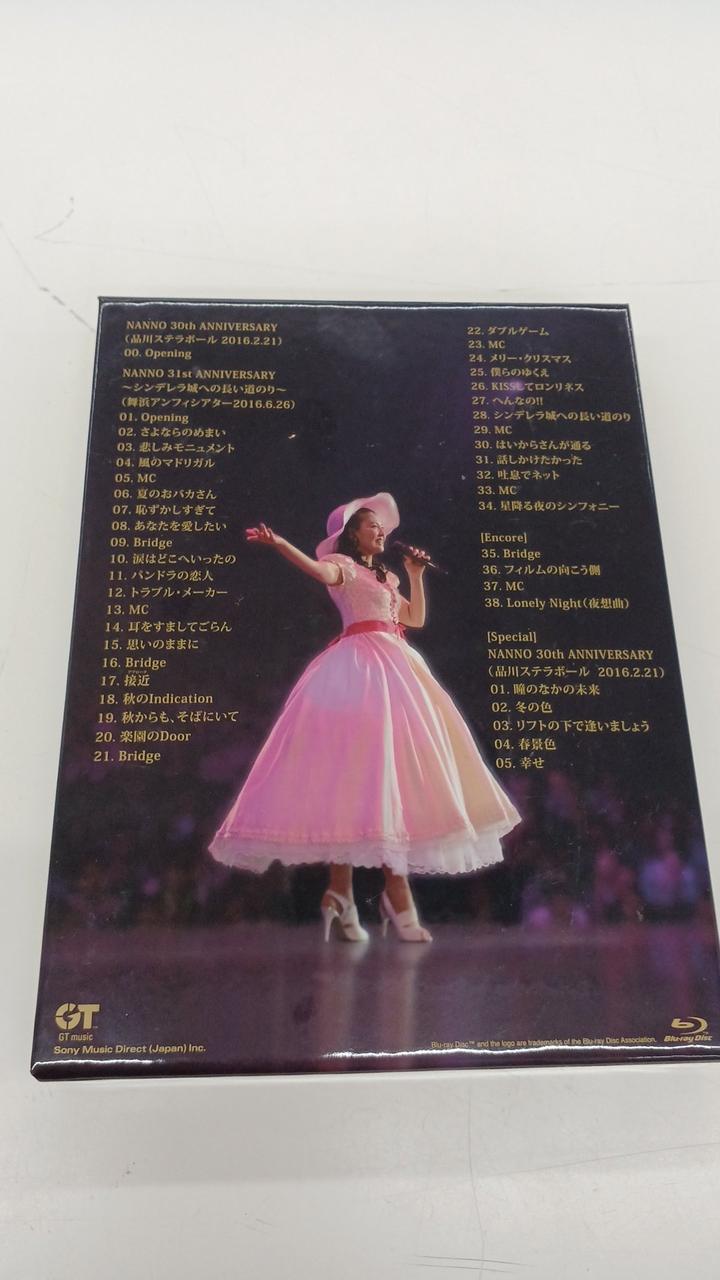 NANNO 30th ANNIVERSARY
(品川ステラボール 2016.2.21)
00. Opening
NANNO 31st ANNIVERSARY
～シンデレラ城への長い道のり～
(舞浜アンフィシアター2016.6.26)
01. Opening
02. さよならのめまい
03. 悲しみモニュメント
04. 風のマドリガル
05. MC
06. 夏のおバカさん
07. 恥ずかしすぎて
08. あなたを愛したい
09. Bridge
10. 涙はどこへいったの
11. パンドラの恋人
12. トラブル・メーカー
13. MC
14. 耳をすましてごらん
15. 思いのままに
16. Bridge
アプローチ
17. 接近
18. 秋のIndication
19. 秋からも、そばにいて
20. 楽園のDoor
21. Bridge
22. ダブルゲーム
23. MC
24. メリー・クリスマス
25. 僕らのゆくえ
26. KISSしてロンリネス
27. へんなの!!
28. シンデレラ城への長い道のり
29. MC
30. はいからさんが通る
31. 話しかけたかった
32. 吐息でネット
33. MC
34. 星降る夜のシンフォニー
[Encore]
35. Bridge
36. フィルムの向こう側
37. MC
38. Lonely Night(夜想曲)
[Special]
NANNO 30th ANNIVERSARY
(品川ステラボール 2016.2.21)
01. 瞳のなかの未来
02. 冬の色
03. リフトの下で逢いましょう
04. 春景色
05. 幸せ
GT
GT music
Sony Music Direct (Japan) Inc.
Blu-ray Disc™ and the logo are trademarks of the Blu-ray Disc Association.
Blu-ray Disc